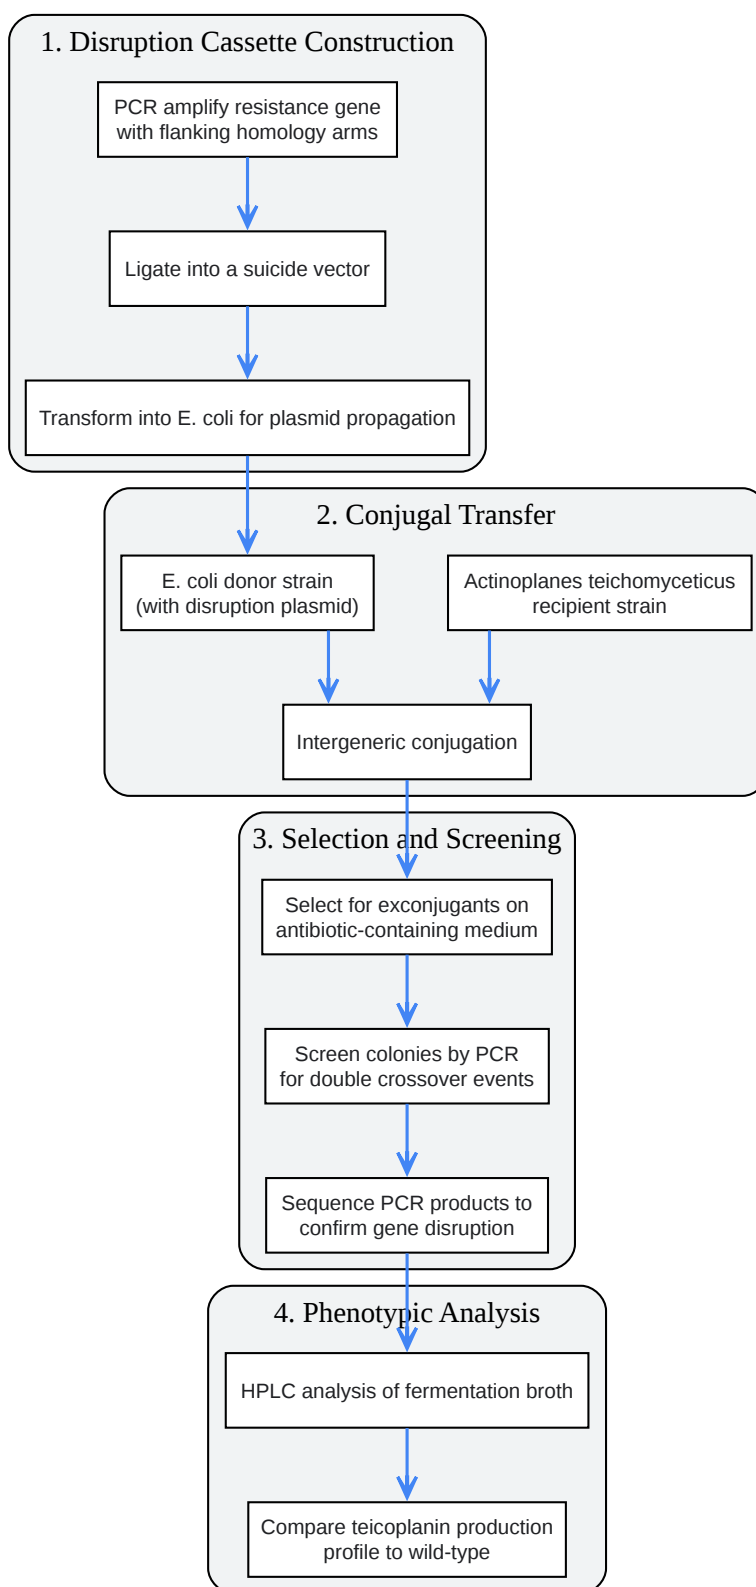 1. Disruption Cassette Construction
PCR amplify resistance gene
with flanking homology arms
Ligate into a suicide vector
Transform into E. coli for plasmid propagation
2. Conjugal Transfer
E. coli donor strain
(with disruption plasmid)
Actinoplanes teichomyceticus
recipient strain
Intergeneric conjugation
3. Selection and Screening
Select for exconjugants on
antibiotic-containing medium
Screen colonies by PCR
for double crossover events
Sequence PCR products to
confirm gene disruption
4. Phenotypic Analysis
HPLC analysis of fermentation broth
Compare teicoplanin production
profile to wild-type